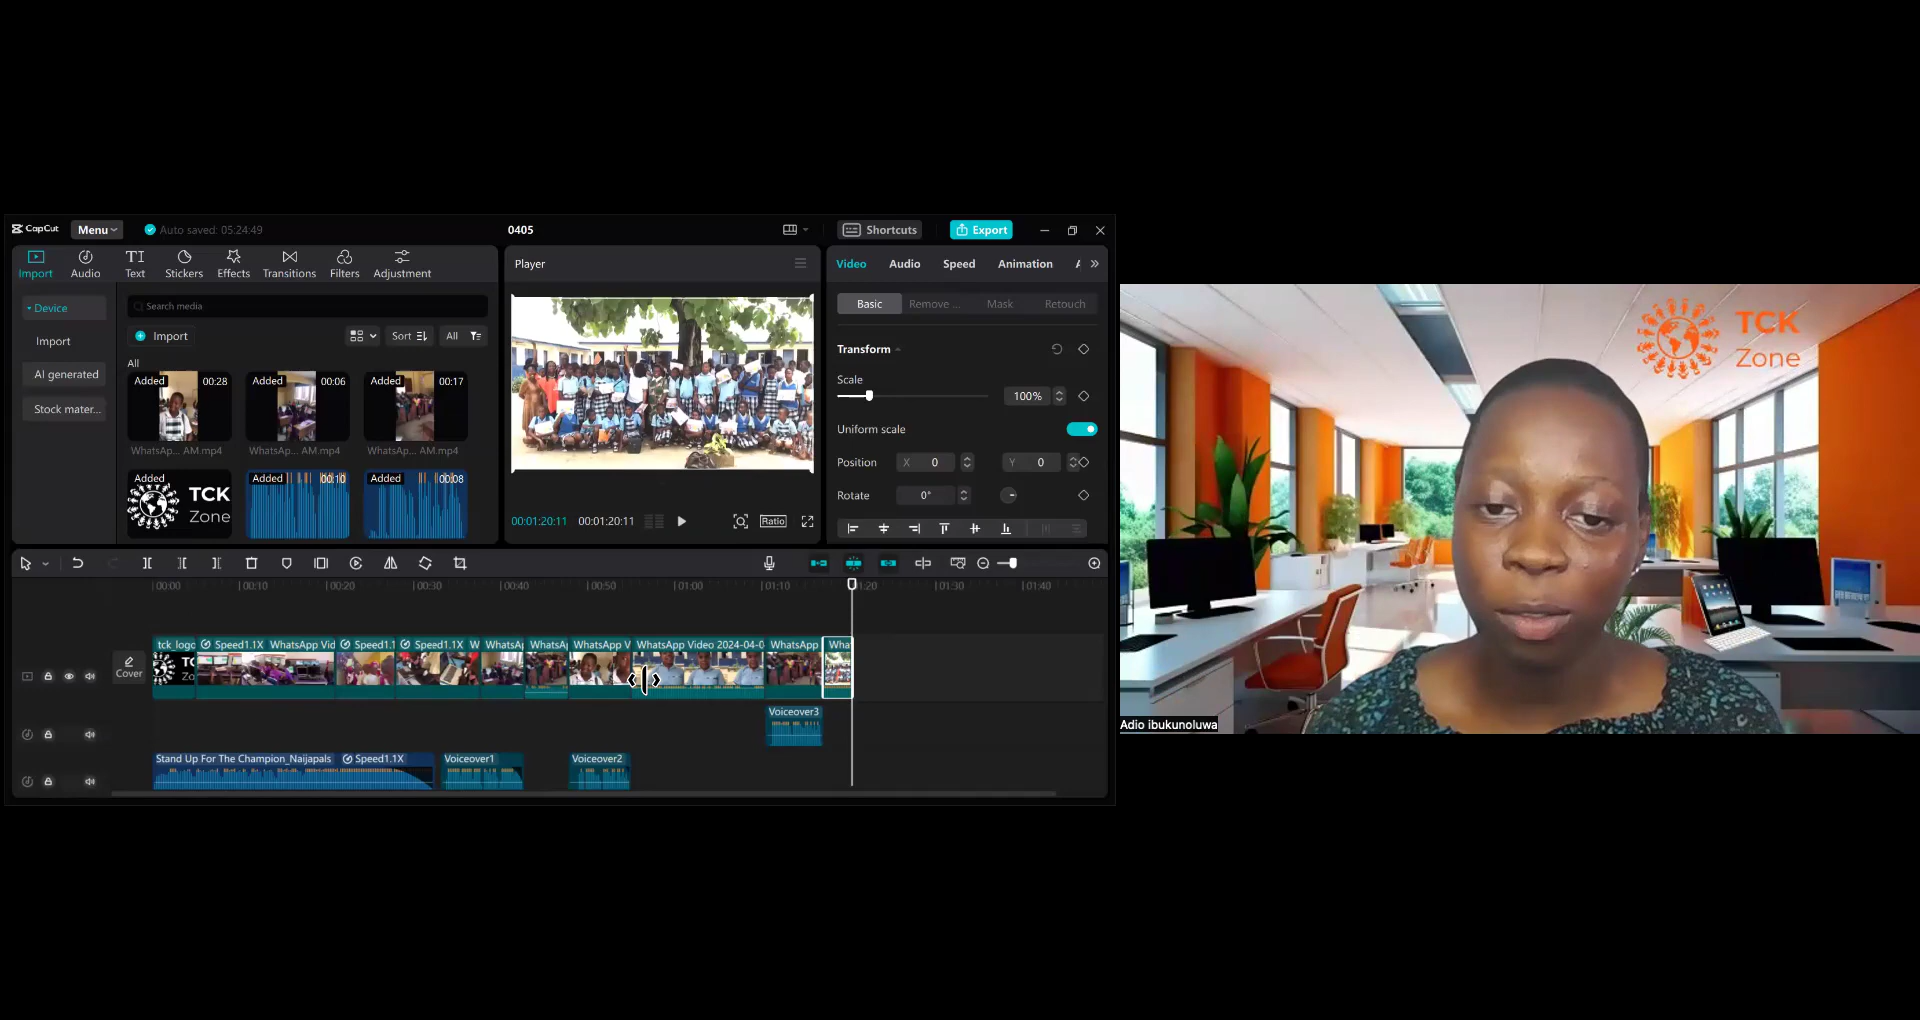 CapCut
Menu
Auto saved: 05:24:49
0405
Shortcuts
Export
Import
Audio
Text
Stickers
Effects
Transitions
Filters
Adjustment
Player
Video
Audio
Speed
Animation
Device
Search media
Basic
Remove ...
Mask
Retouch
Import
Import
Sort
All
Transform
All
AI generated
Added 00:28
Added 00:06
Added 00:17
Scale
100%
Stock mater...
Uniform scale
WhatsAp... AM.mp4
WhatsAp... AM.mp4
WhatsAp... AM.mp4
Position
X 0
Y 0
Added
TCK
Zone
Added 00:10
Added 00:08
Rotate
0°
00:01:20:11
00:01:20:11
Ratio
00:00
00:10
00:20
00:30
00:40
00:50
01:00
01:10
01:20
01:30
01:40
Cover
tck_logo
Speed1.1X WhatsApp Vid
Speed1.1
Speed1.1X W
WhatsAp
WhatsAp
WhatsApp V
WhatsApp Video 2024-04-0
WhatsApp
Wha
Voiceover3
Stand Up For The Champion_Naijapals
Speed1.1X
Voiceover1
Voiceover2
TCK
Zone
Adio ibukunoluwa